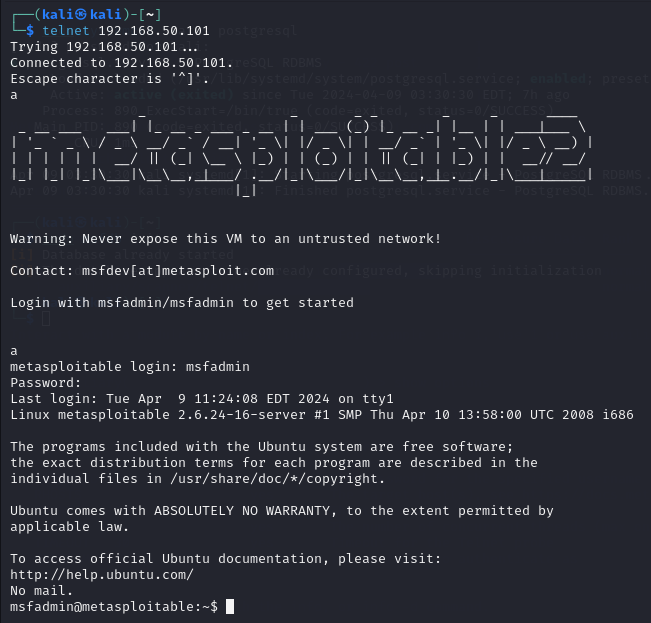 (kali㉿kali)-[~]
$ telnet 192.168.50.101
Trying 192.168.50.101...
Connected to 192.168.50.101.
Escape character is '^]'.
a
metasploitable2
Warning: Never expose this VM to an untrusted network!
Contact: msfdev[at]metasploit.com
Login with msfadmin/msfadmin to get started
a
metasploitable login: msfadmin
Password:
Last login: Tue Apr  9 11:24:08 EDT 2024 on tty1
Linux metasploitable 2.6.24-16-server #1 SMP Thu Apr 10 13:58:00 UTC 2008 i686
The programs included with the Ubuntu system are free software;
the exact distribution terms for each program are described in the
individual files in /usr/share/doc/*/copyright.
Ubuntu comes with ABSOLUTELY NO WARRANTY, to the extent permitted by
applicable law.
To access official Ubuntu documentation, please visit:
http://help.ubuntu.com/
No mail.
msfadmin@metasploitable:~$